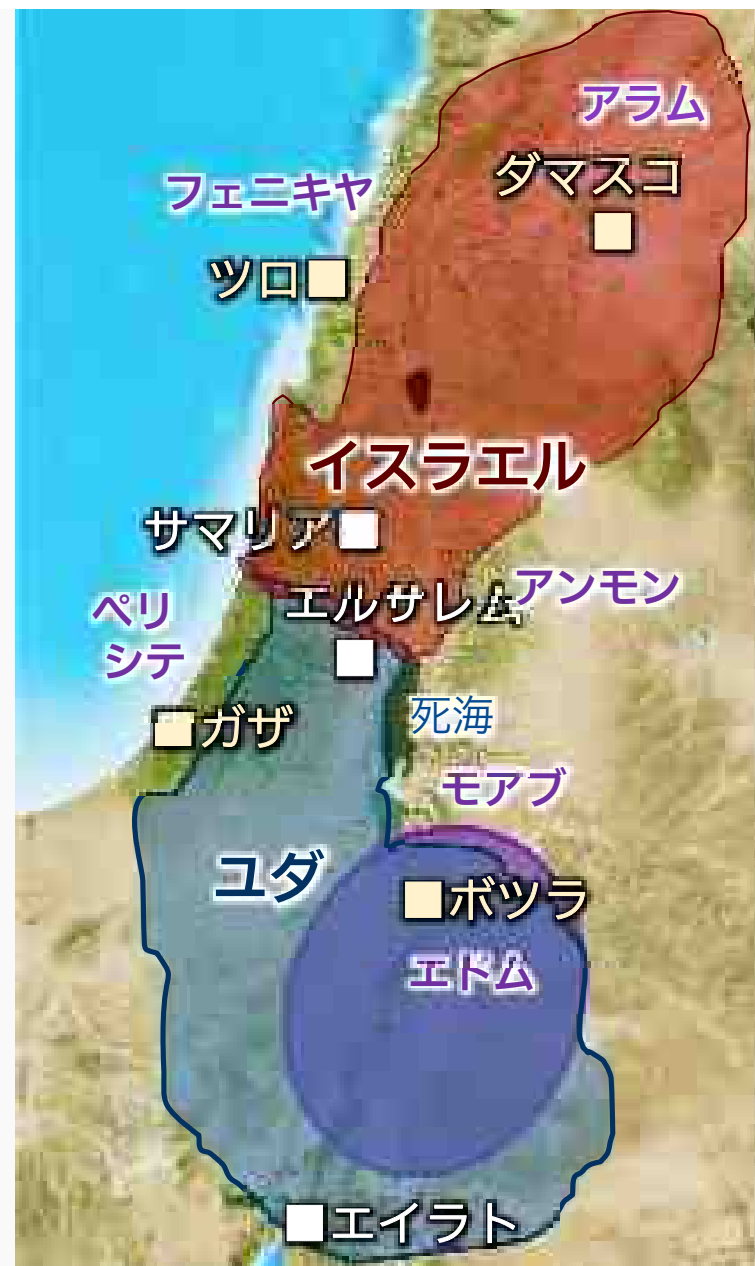 アラム
ダマスコ
フェニキヤ
ツロ
イスラエル
サマリア
アンモン
エルサレム
ペリ
シテ
死海
ガザ
モアブ
ユダ
ボツラ
エドム
エイラト